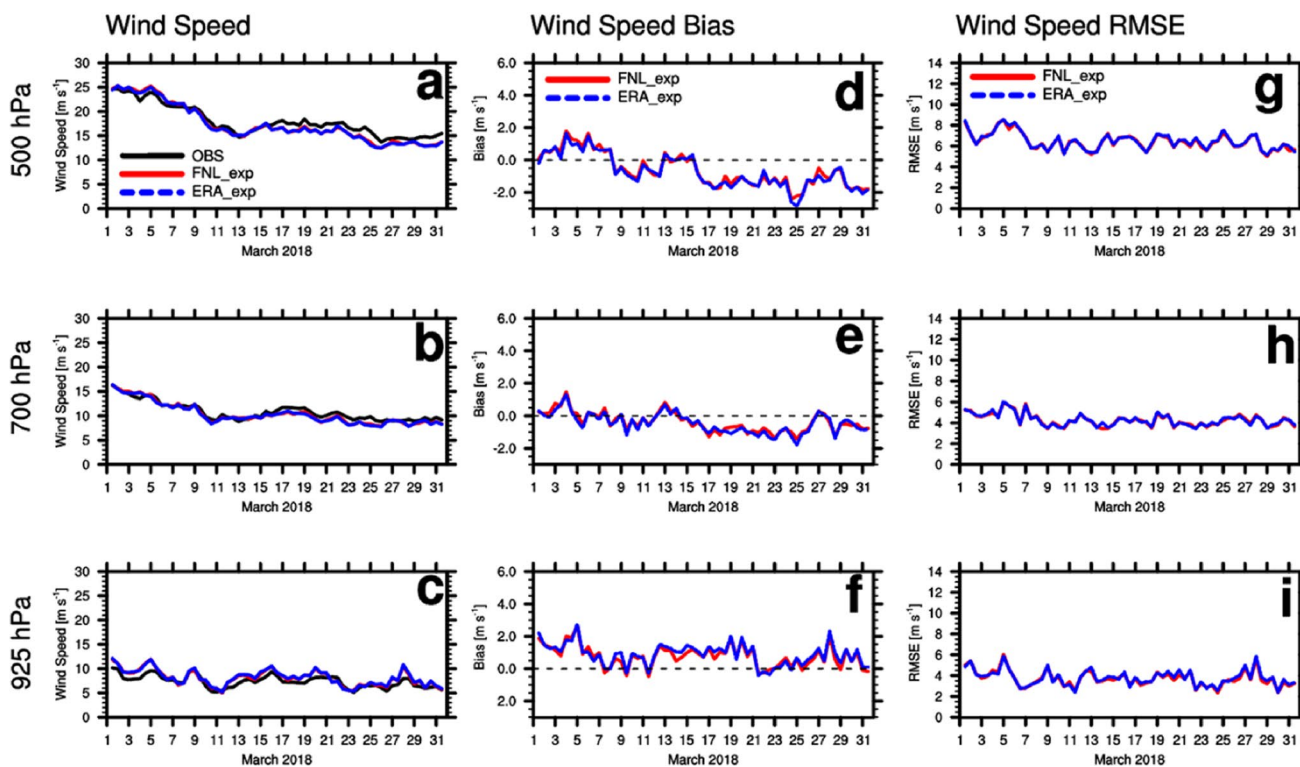 Wind Speed
Wind Speed Bias
Wind Speed RMSE
500 hPa
Wind Speed [m s⁻¹]
30
25
20
15
10
5
0
a
OBS
FNL_exp
ERA_exp
1 3 5 7 9 11 13 15 17 19 21 23 25 27 29 31
March 2018
Bias [m s⁻¹]
6.0
4.0
2.0
0.0
-2.0
FNL_exp
ERA_exp
d
1 3 5 7 9 11 13 15 17 19 21 23 25 27 29 31
March 2018
RMSE [m s⁻¹]
14
12
10
8
6
4
2
0
FNL_exp
ERA_exp
g
1 3 5 7 9 11 13 15 17 19 21 23 25 27 29 31
March 2018
700 hPa
Wind Speed [m s⁻¹]
30
25
20
15
10
5
0
b
1 3 5 7 9 11 13 15 17 19 21 23 25 27 29 31
March 2018
Bias [m s⁻¹]
6.0
4.0
2.0
0.0
-2.0
e
1 3 5 7 9 11 13 15 17 19 21 23 25 27 29 31
March 2018
RMSE [m s⁻¹]
14
12
10
8
6
4
2
0
h
1 3 5 7 9 11 13 15 17 19 21 23 25 27 29 31
March 2018
925 hPa
Wind Speed [m s⁻¹]
30
25
20
15
10
5
0
c
1 3 5 7 9 11 13 15 17 19 21 23 25 27 29 31
March 2018
Bias [m s⁻¹]
6.0
4.0
2.0
0.0
2.0
f
1 3 5 7 9 11 13 15 17 19 21 23 25 27 29 31
March 2018
RMSE [m s⁻¹]
14
12
10
8
6
4
2
0
i
1 3 5 7 9 11 13 15 17 19 21 23 25 27 29 31
March 2018